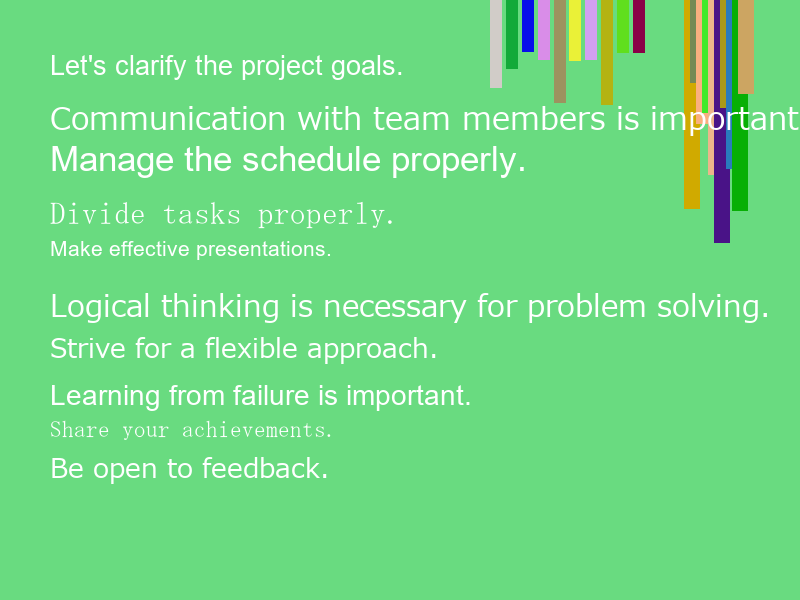 Let's clarify the project goals.
Communication with team members is important
Manage the schedule properly.
Divide tasks properly.
Make effective presentations.
Logical thinking is necessary for problem solving.
Strive for a flexible approach.
Learning from failure is important.
Share your achievements.
Be open to feedback.